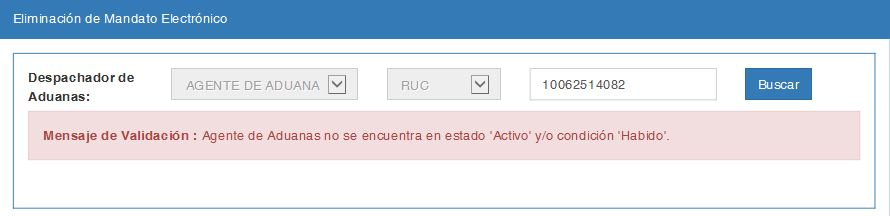 Eliminación de Mandato Electrónico
Despachador de
Aduanas:
AGENTE DE ADUANA
RUC
10062514082
Buscar
Mensaje de Validación : Agente de Aduanas no se encuentra en estado 'Activo' y/o condición 'Habido'.